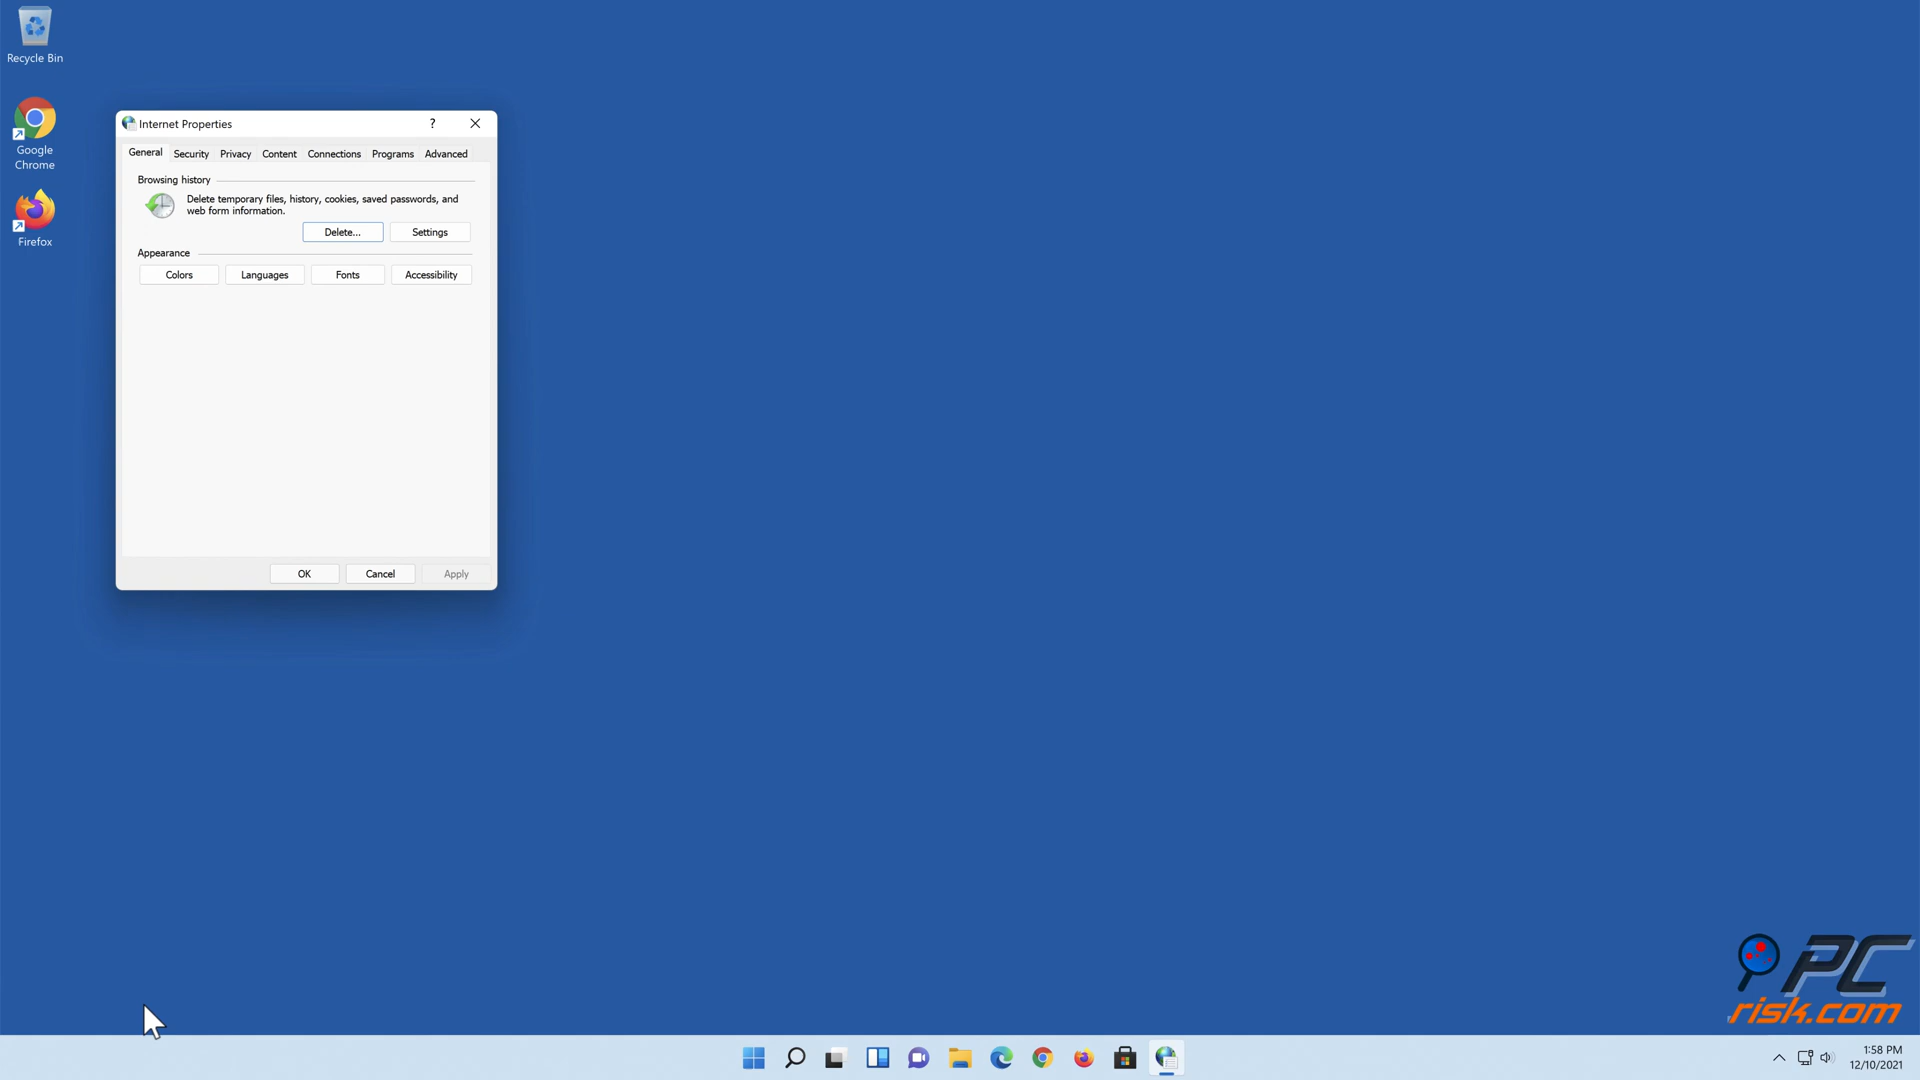 Recycle Bin
Google
Chrome
Firefox
Internet Properties
?
General Security Privacy Content Connections Programs Advanced
Browsing history
Delete temporary files, history, cookies, saved passwords, and
web form information.
Delete... Settings
Appearance
Colors Languages Fonts Accessibility
OK Cancel Apply
PC
risk.com
1:58 PM
12/10/2021